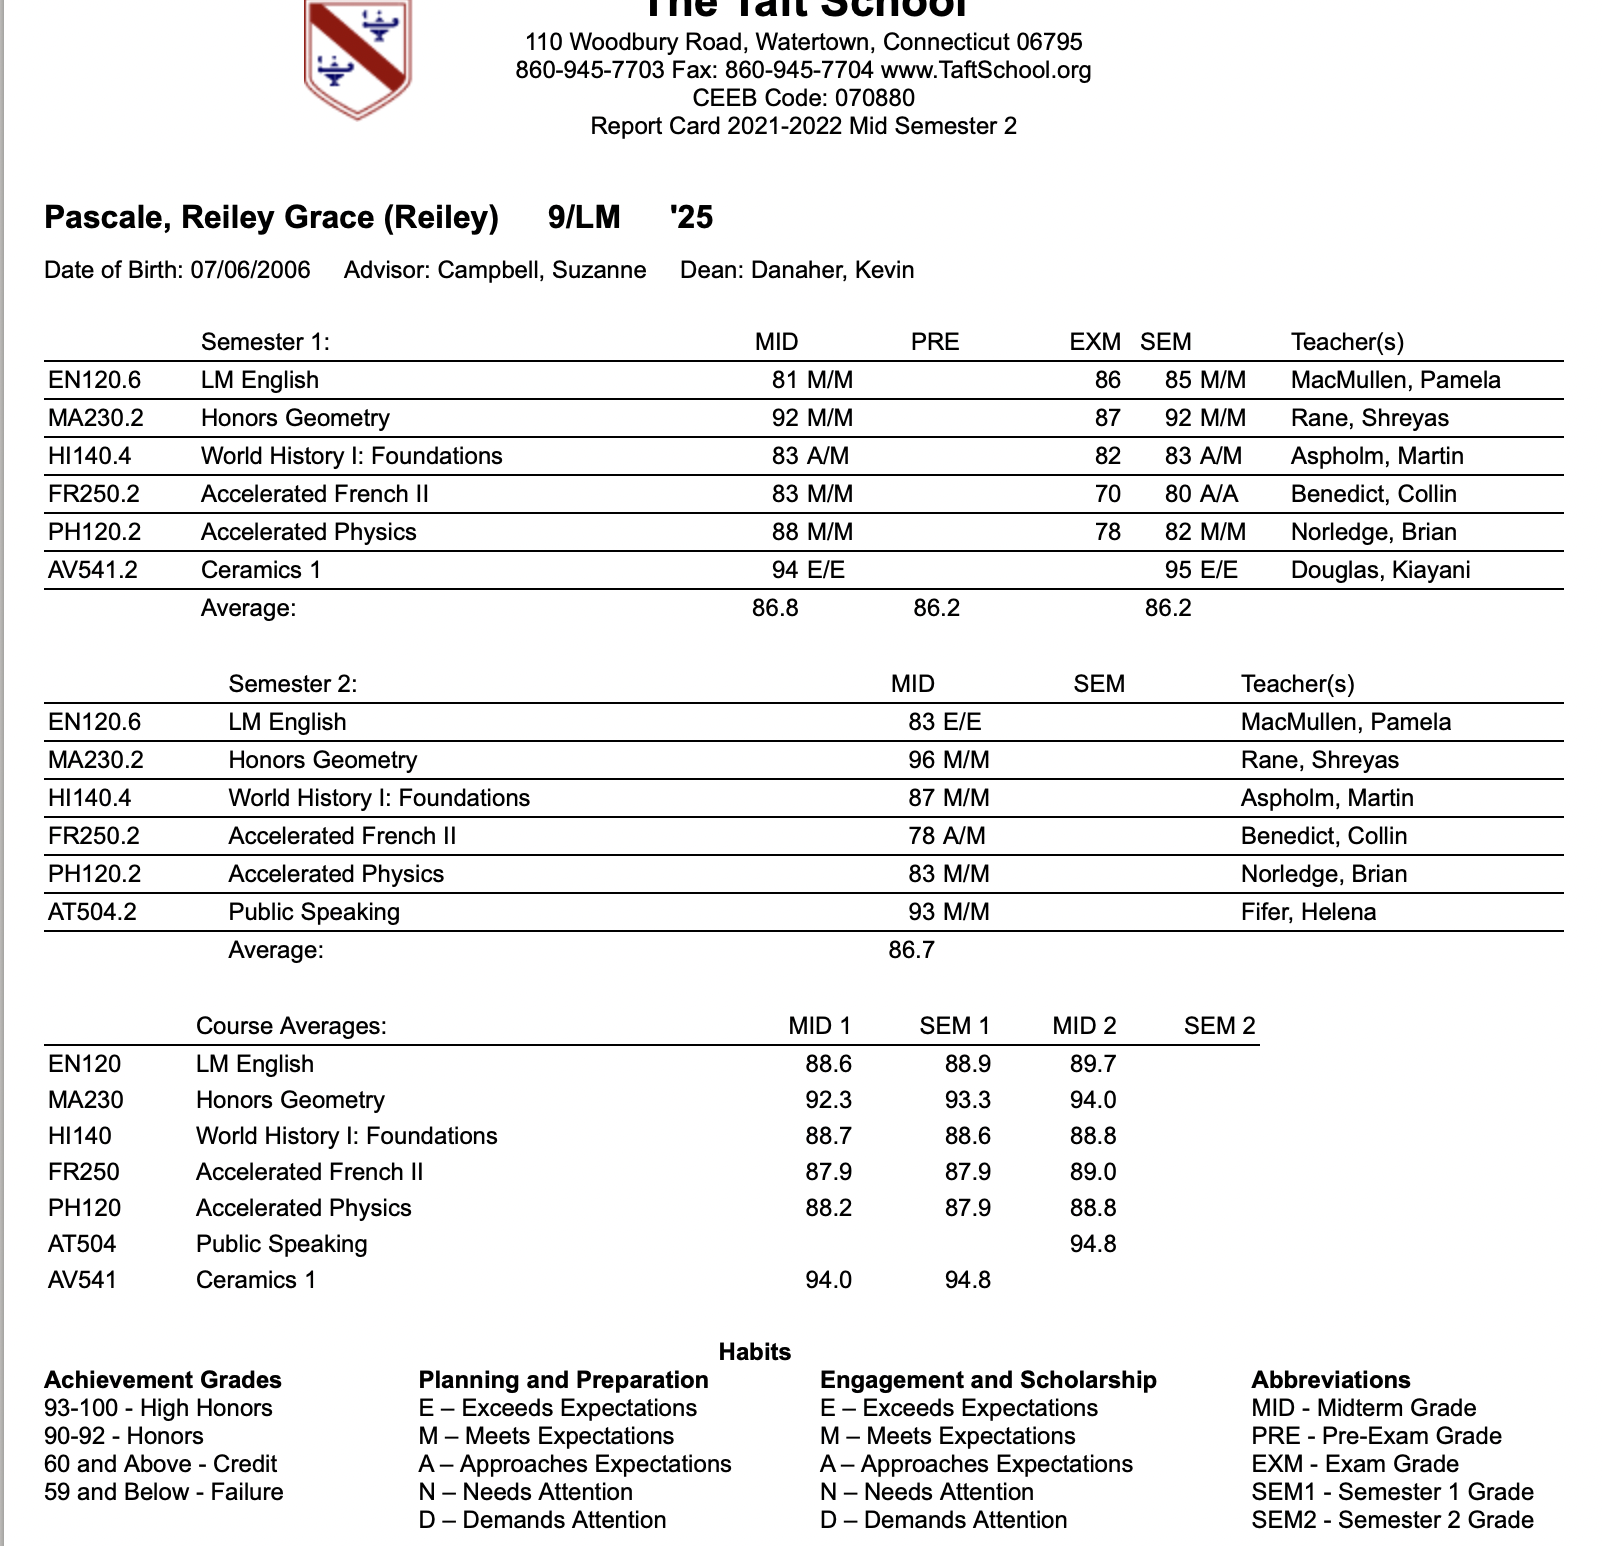 The Taft School
110 Woodbury Road, Watertown, Connecticut 06795
860-945-7703 Fax: 860-945-7704 www.TaftSchool.org
CEEB Code: 070880
Report Card 2021-2022 Mid Semester 2
Pascale, Reiley Grace (Reiley) 9/LM '25
Date of Birth: 07/06/2006 Advisor: Campbell, Suzanne Dean: Danaher, Kevin
Semester 1: MID PRE EXM SEM Teacher(s)
EN120.6 LM English 81 M/M 86 85 M/M MacMullen, Pamela
MA230.2 Honors Geometry 92 M/M 87 92 M/M Rane, Shreyas
HI140.4 World History I: Foundations 83 A/M 82 83 A/M Aspholm, Martin
FR250.2 Accelerated French II 83 M/M 70 80 A/A Benedict, Collin
PH120.2 Accelerated Physics 88 M/M 78 82 M/M Norledge, Brian
AV541.2 Ceramics 1 94 E/E 95 E/E Douglas, Kiayani
Average: 86.8 86.2 86.2
Semester 2: MID SEM Teacher(s)
EN120.6 LM English 83 E/E MacMullen, Pamela
MA230.2 Honors Geometry 96 M/M Rane, Shreyas
HI140.4 World History I: Foundations 87 M/M Aspholm, Martin
FR250.2 Accelerated French II 78 A/M Benedict, Collin
PH120.2 Accelerated Physics 83 M/M Norledge, Brian
AT504.2 Public Speaking 93 M/M Fifer, Helena
Average: 86.7
Course Averages: MID 1 SEM 1 MID 2 SEM 2
EN120 LM English 88.6 88.9 89.7
MA230 Honors Geometry 92.3 93.3 94.0
HI140 World History I: Foundations 88.7 88.6 88.8
FR250 Accelerated French II 87.9 87.9 89.0
PH120 Accelerated Physics 88.2 87.9 88.8
AT504 Public Speaking 94.8
AV541 Ceramics 1 94.0 94.8
Habits
Achievement Grades Planning and Preparation Engagement and Scholarship Abbreviations
93-100 - High Honors E – Exceeds Expectations E – Exceeds Expectations MID - Midterm Grade
90-92 - Honors M – Meets Expectations M – Meets Expectations PRE - Pre-Exam Grade
60 and Above - Credit A – Approaches Expectations A – Approaches Expectations EXM - Exam Grade
59 and Below - Failure N – Needs Attention N – Needs Attention SEM1 - Semester 1 Grade
D – Demands Attention D – Demands Attention SEM2 - Semester 2 Grade